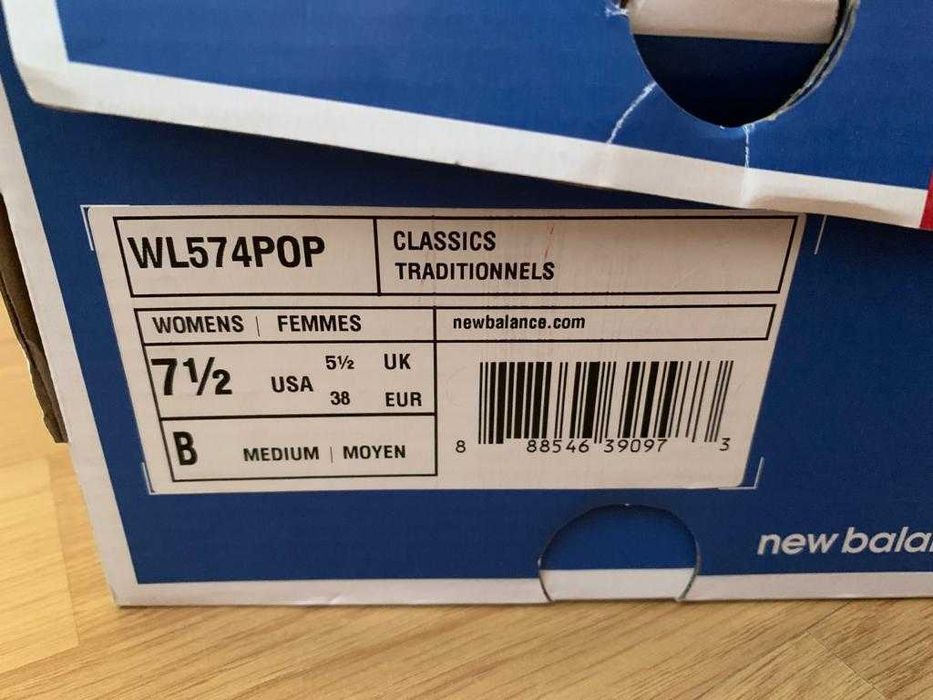 WL574POP
CLASSICS
TRADITIONNELS
WOMENS | FEMMES
newbalance.com
7½ USA
5½ UK
38 EUR
B MEDIUM | MOYEN
8 88546 39097 3
new bala